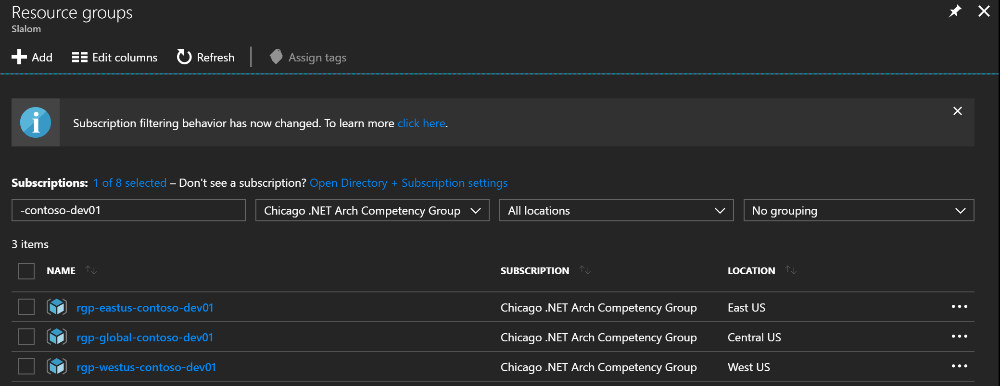 Resource groups
Slalom
Add Edit columns Refresh Assign tags
Subscription filtering behavior has now changed. To learn more click here.
Subscriptions: 1 of 8 selected – Don't see a subscription? Open Directory + Subscription settings
-contoso-dev01 Chicago .NET Arch Competency Group All locations No grouping
3 items
NAME SUBSCRIPTION LOCATION
rgp-eastus-contoso-dev01 Chicago .NET Arch Competency Group East US
rgp-global-contoso-dev01 Chicago .NET Arch Competency Group Central US
rgp-westus-contoso-dev01 Chicago .NET Arch Competency Group West US